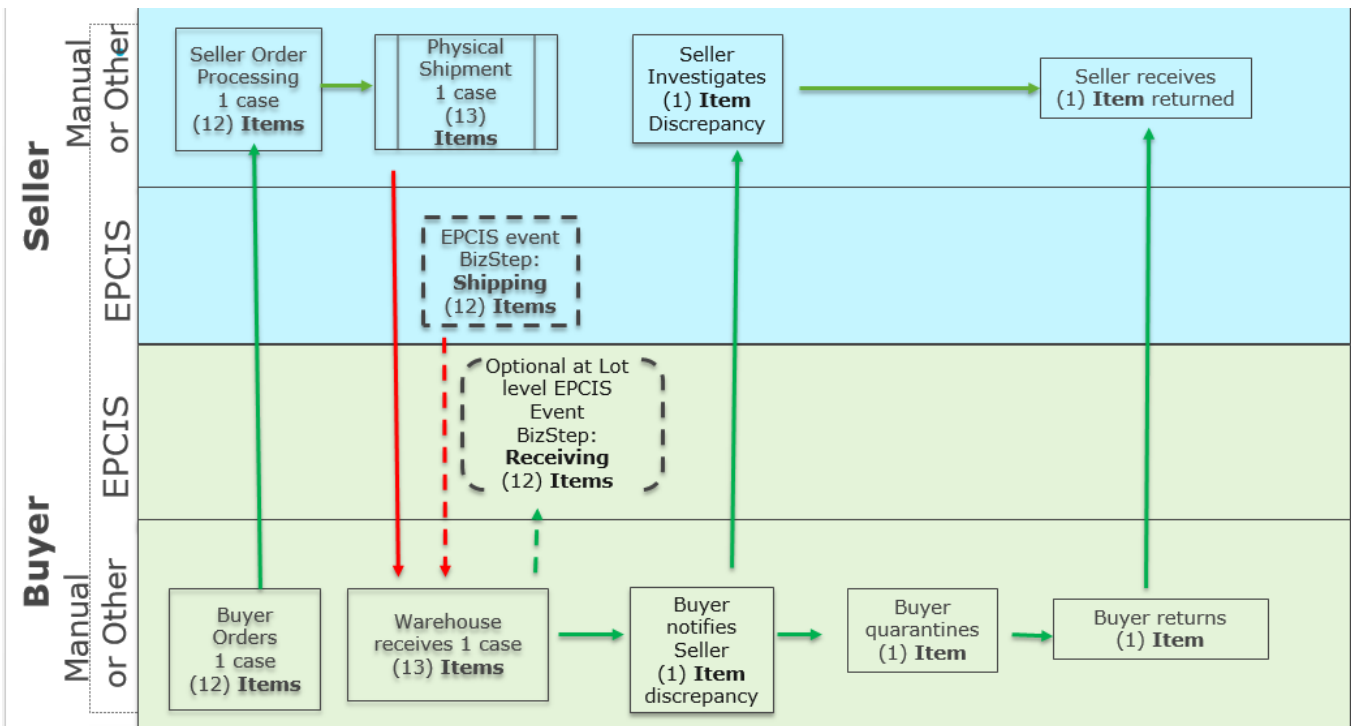 Seller
Manual
or Other
Seller Order
Processing
1 case
(12) Items
Physical
Shipment
1 case
(13)
Items
Seller
Investigates
(1) Item
Discrepancy
Seller receives
(1) Item returned
EPCIS
EPCIS event
BizStep:
Shipping
(12) Items
Buyer
EPCIS
Optional at Lot
level EPCIS
Event
BizStep:
Receiving
(12) Items
Manual
or Other
Buyer
Orders
1 case
(12) Items
Warehouse
receives 1 case
(13) Items
Buyer
notifies
Seller
(1) Item
discrepancy
Buyer
quarantines
(1) Item
Buyer returns
(1) Item